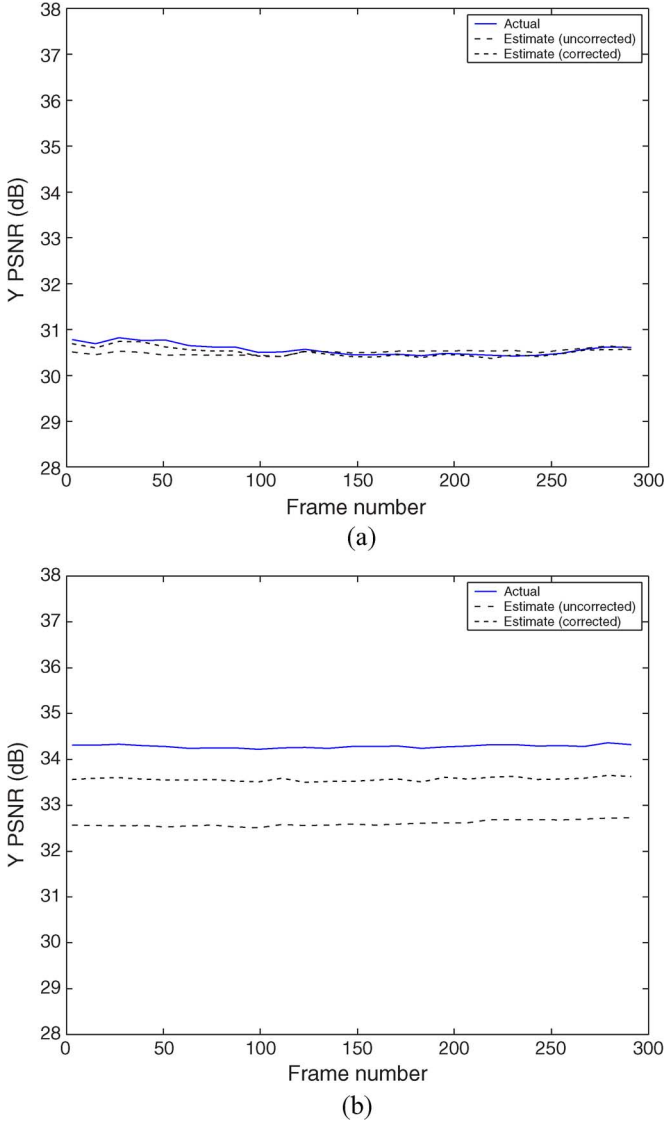 38
37
36
35
34
33
32
31
30
29
28
Y PSNR (dB)
Actual
Estimate (uncorrected)
Estimate (corrected)
0 50 100 150 200 250 300
Frame number
(a)
38
37
36
35
34
33
32
31
30
29
28
Y PSNR (dB)
Actual
Estimate (uncorrected)
Estimate (corrected)
0 50 100 150 200 250 300
Frame number
(b)